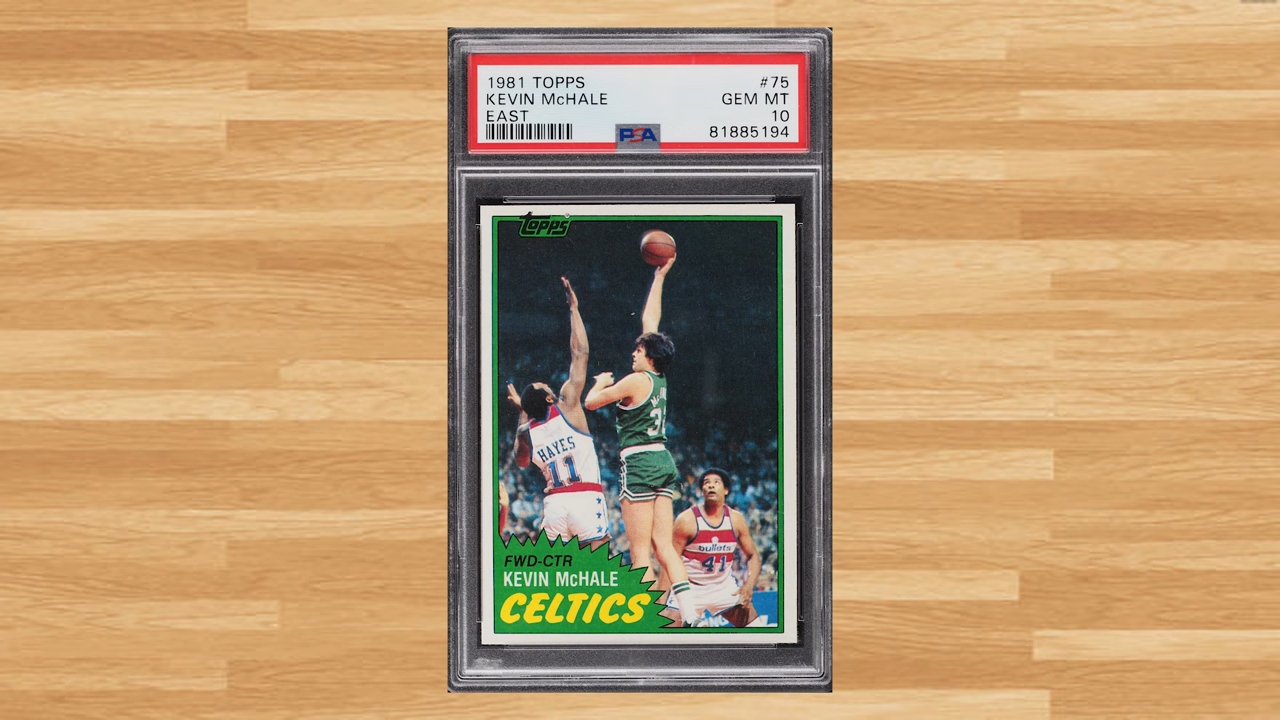 1981 TOPPS #75
KEVIN McHALE GEM MT
EAST 10
PSA 81885194
Topps
HAYES
11
bullets
41
FWD-CTR
KEVIN McHALE
CELTICS